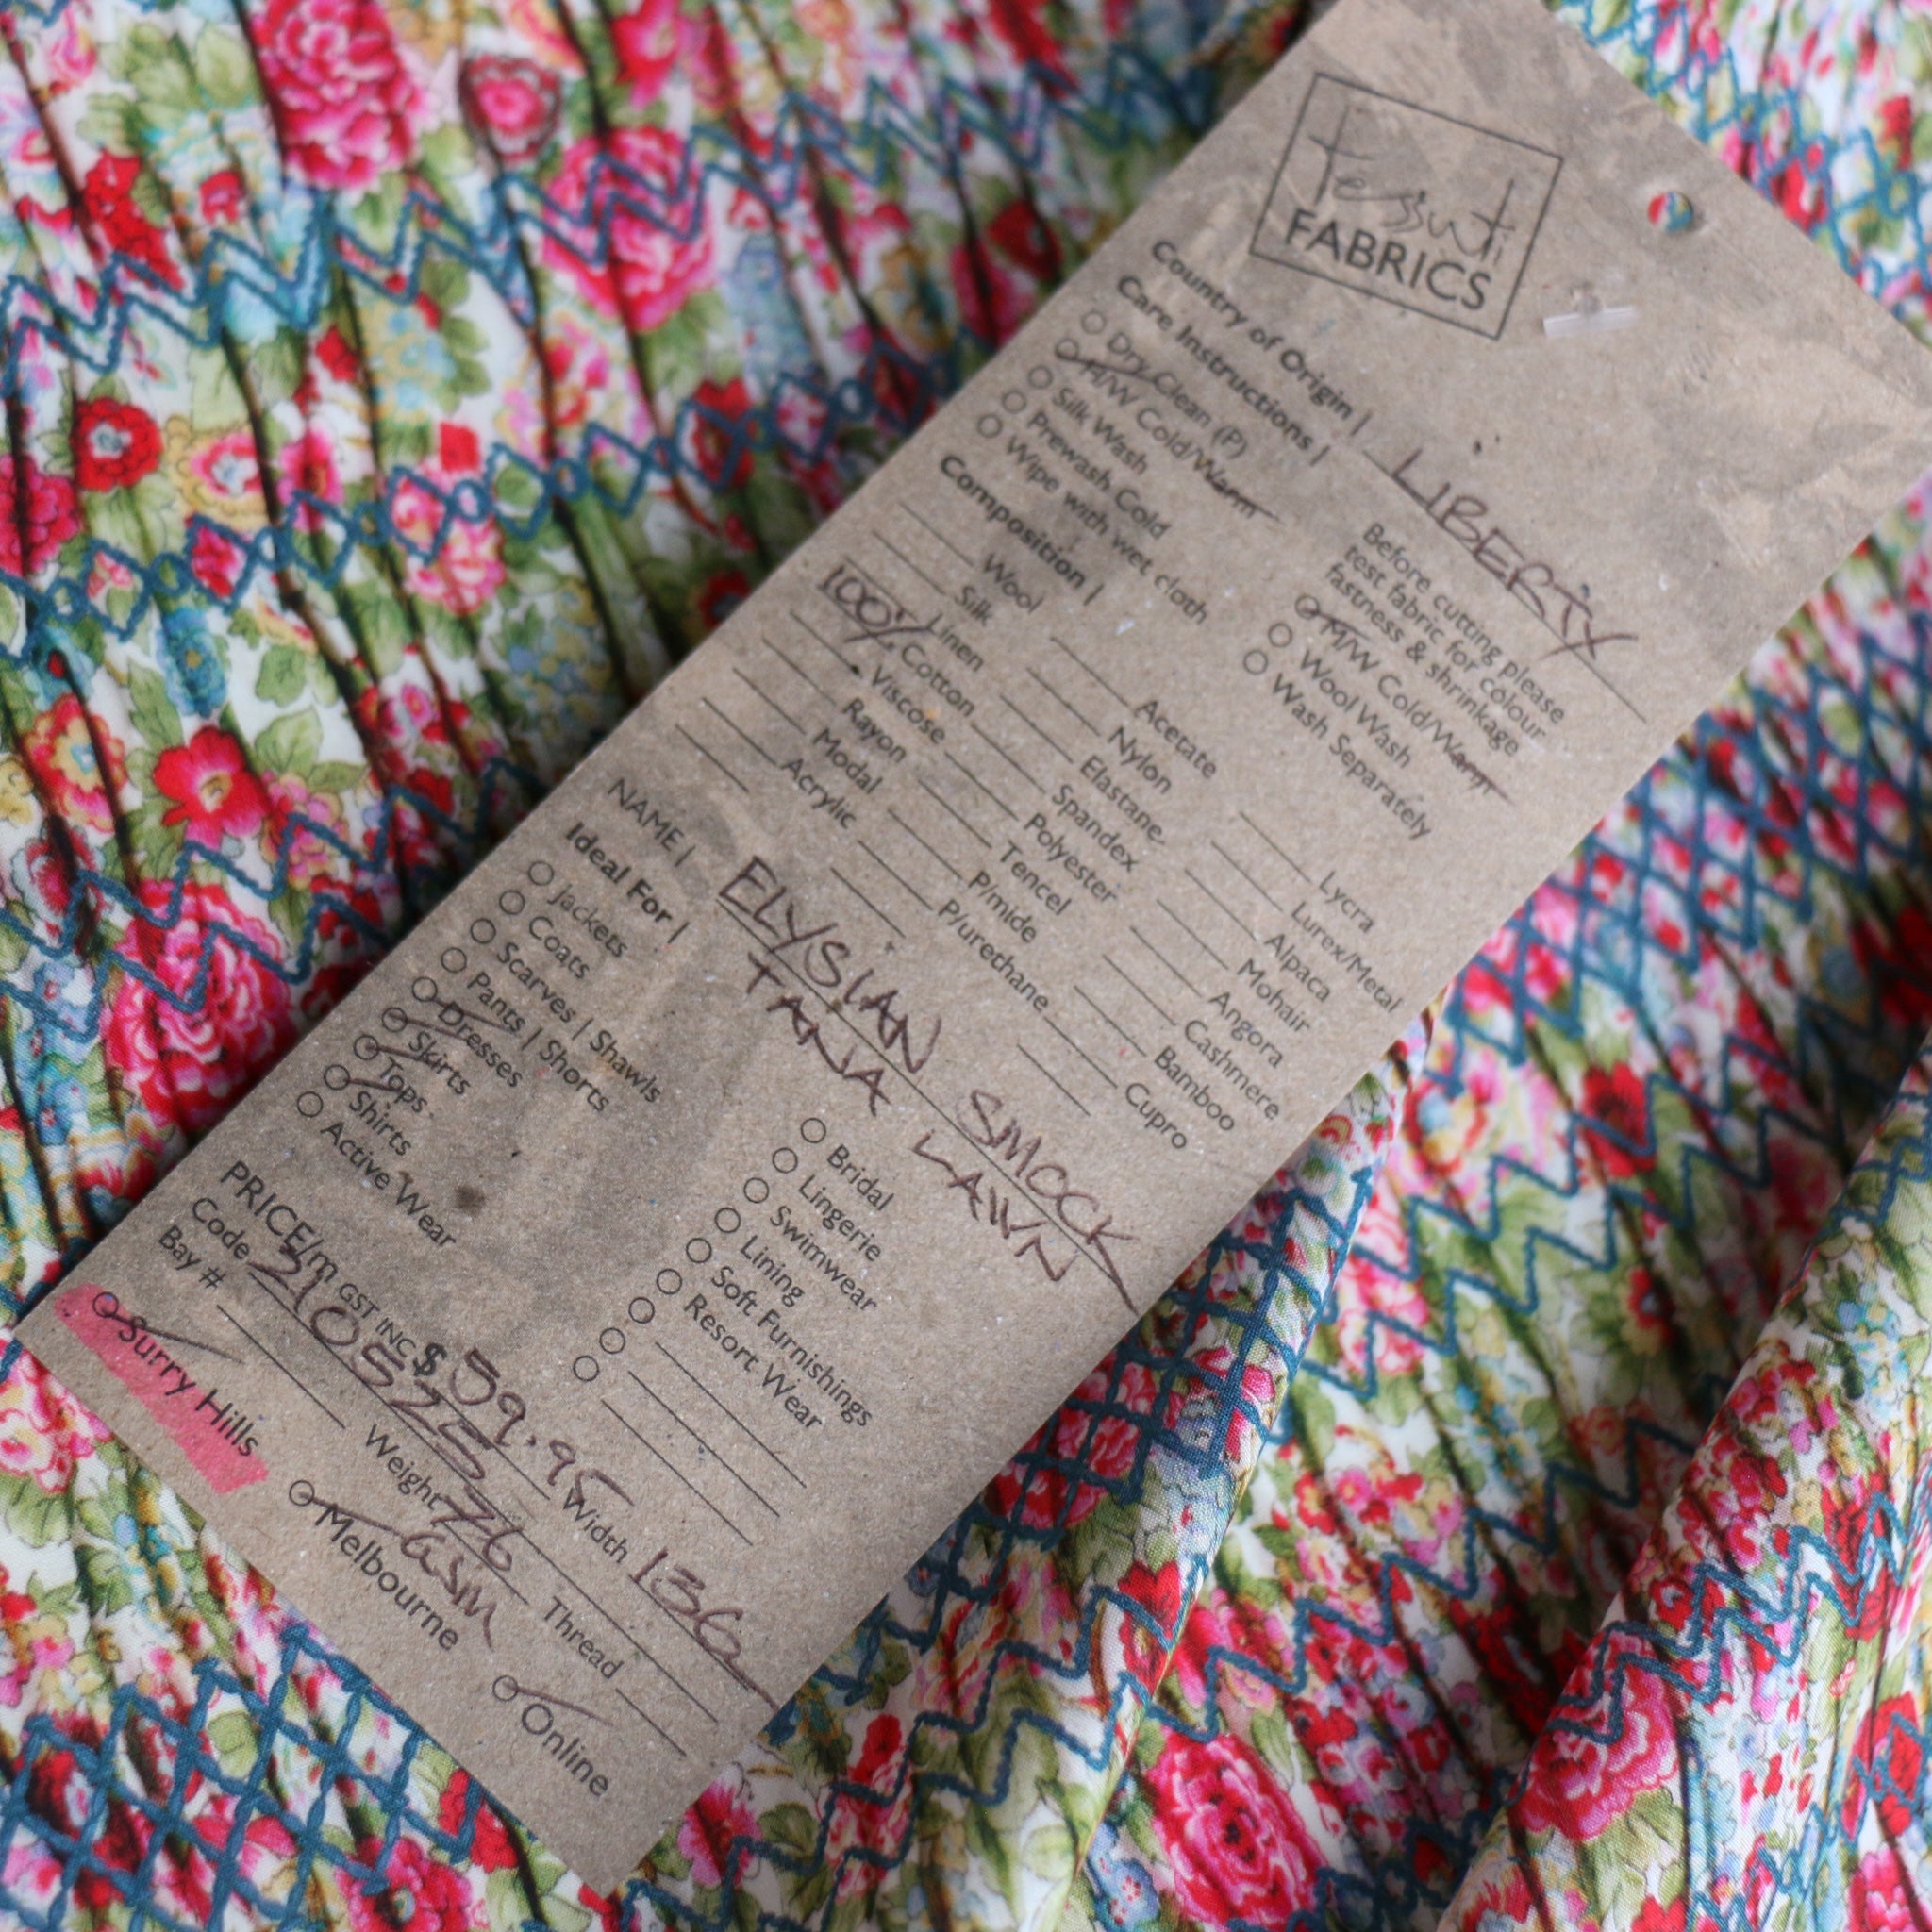 tessuti
FABRICS
Country of Origin | LIBERTY
Care Instructions |
Before cutting please
test fabric for colour
fastness & shrinkage
Dry Clean (P)
H/W Cold/Warm
Silk Wash
Prewash Cold
Wipe with wet cloth
M/W Cold/Warm
Wool Wash
Wash Separately
Composition |
Wool
Silk
Linen
100% Cotton
Viscose
Rayon
Modal
Acrylic
Acetate
Nylon
Elastane
Spandex
Polyester
Tencel
P/mide
P/urethane
Lycra
Lurex/Metal
Alpaca
Mohair
Angora
Cashmere
Bamboo
Cupro
NAME | ELYSIAN SMOCK
TANA LAWN
Ideal For |
Jackets
Coats
Scarves | Shawls
Pants | Shorts
Dresses
Skirts
Tops
Shirts
Active Wear
Bridal
Lingerie
Swimwear
Lining
Soft Furnishings
Resort Wear
PRICE/m GST INC $ 59.95 Width 136
Code 210525 Weight 76 Thread
GSM
Bay #
Surry Hills Melbourne Online